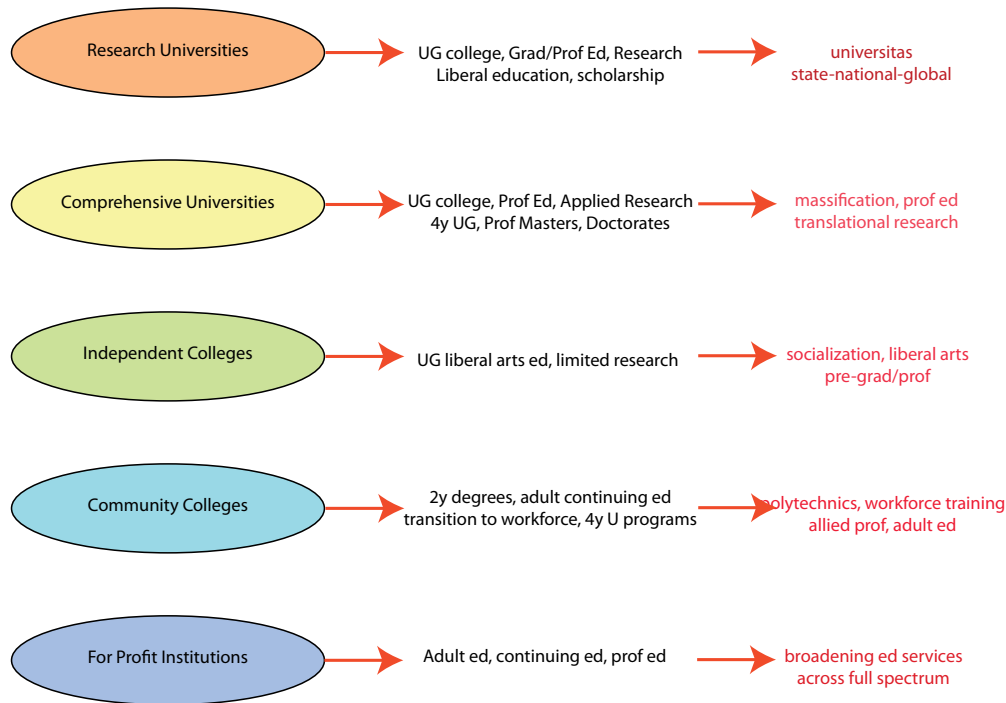 Research Universities
UG college, Grad/Prof Ed, Research
Liberal education, scholarship
universitas
state-national-global
Comprehensive Universities
UG college, Prof Ed, Applied Research
4y UG, Prof Masters, Doctorates
massification, prof ed
translational research
Independent Colleges
UG liberal arts ed, limited research
socialization, liberal arts
pre-grad/prof
Community Colleges
2y degrees, adult continuing ed
transition to workforce, 4y U programs
polytechnics, workforce training
allied prof, adult ed
For Profit Institutions
Adult ed, continuing ed, prof ed
broadening ed services
across full spectrum